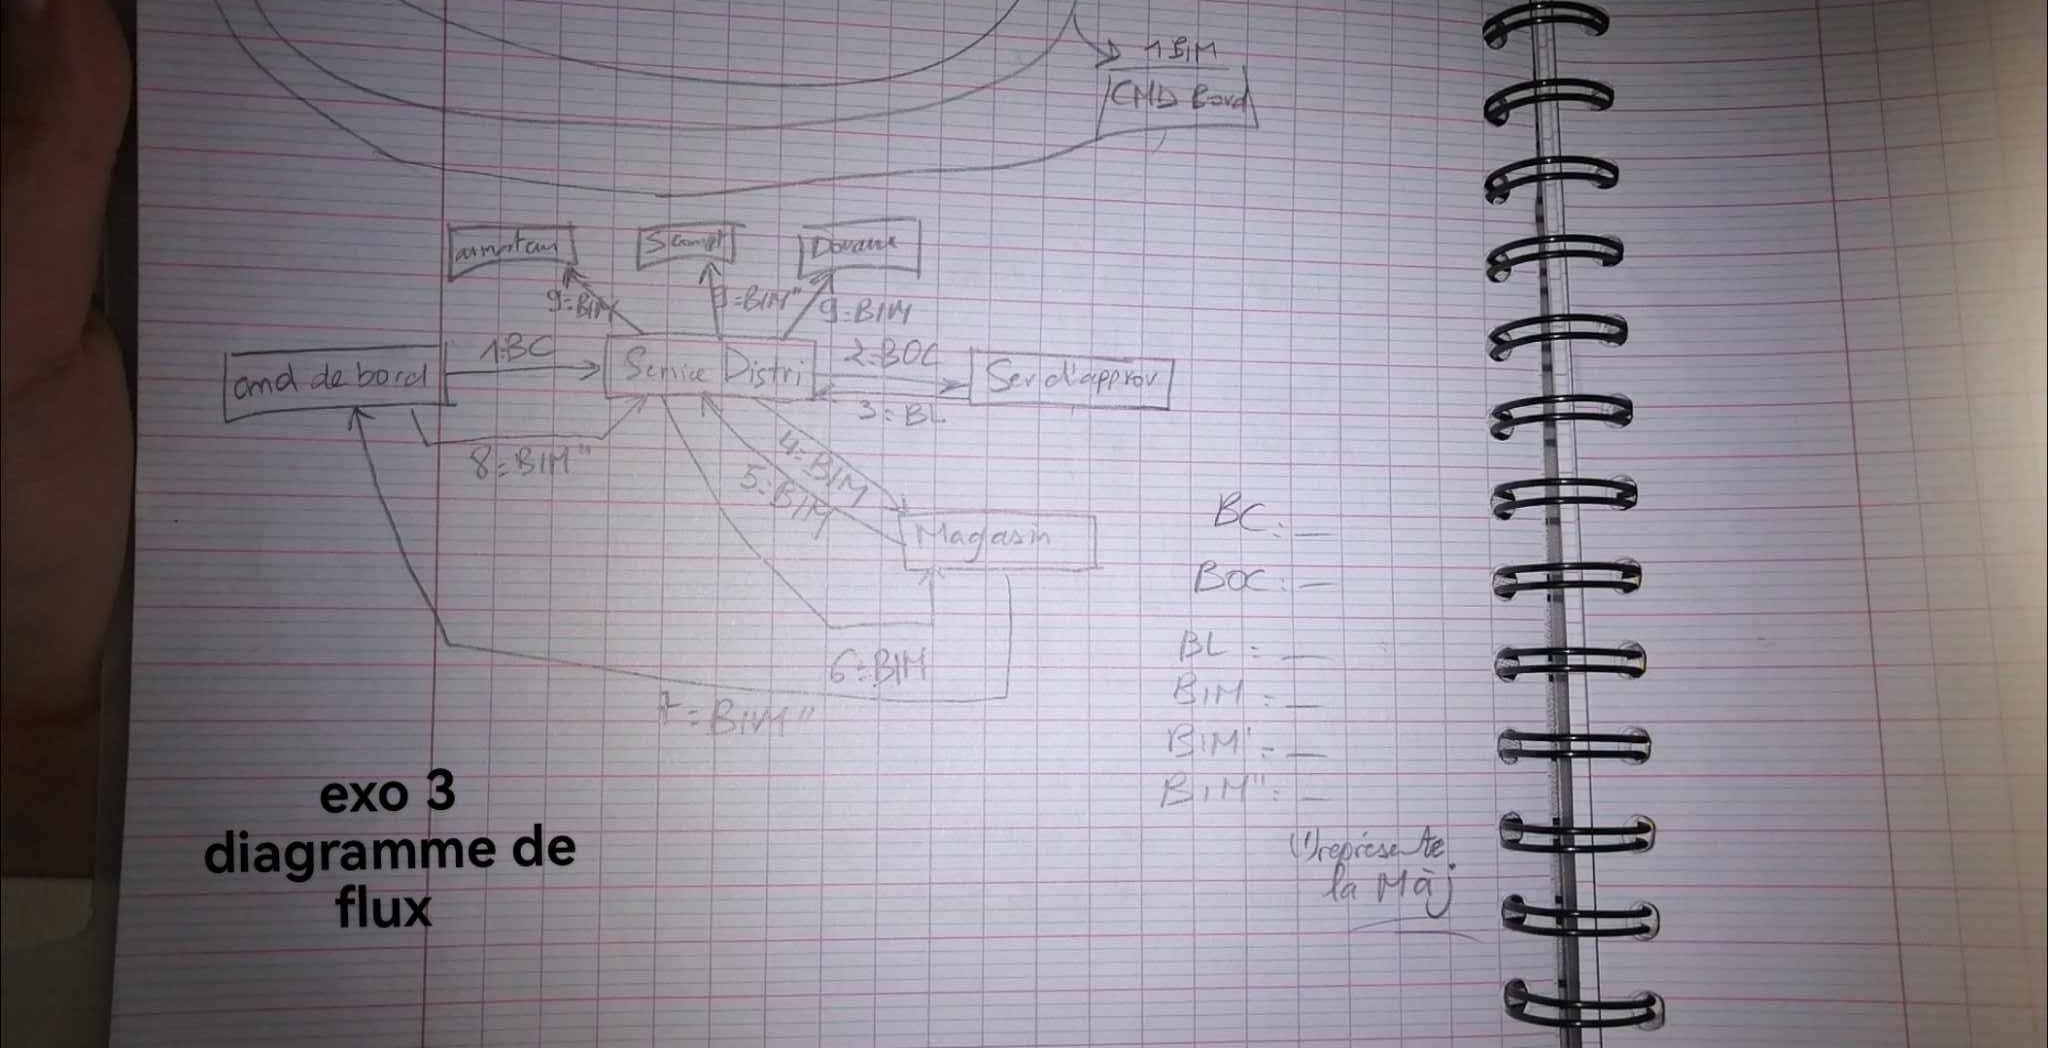 1 BIM
CMD Bord
armateur
S compt
Douane
9=BIM
9=BIM"
9=BIM
1:BC
2=BOC
cmd de bord
Service Distri
Ser d'approv
3=BL
8=BIM"
4=BIM
5=BIM'
Magasin
6=BIM
7=BIM"
BC: __
BOC: __
BL = __
BIM = __
BIM' = __
BIM" = __
(') représente
la Màj
exo 3
diagramme de
flux